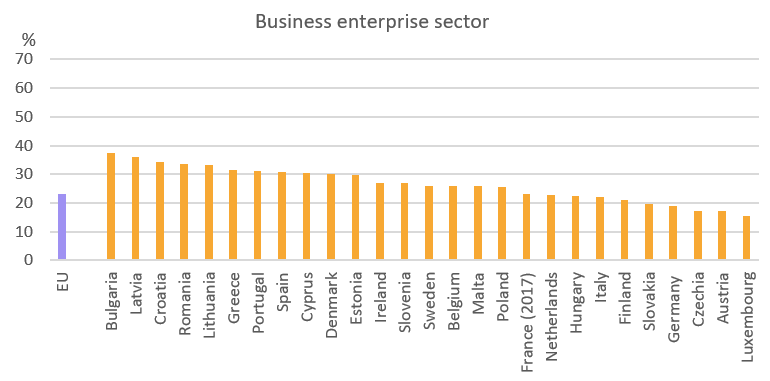 Business enterprise sector
%
70
60
50
40
30
20
10
0
EU
Bulgaria
Latvia
Croatia
Romania
Lithuania
Greece
Portugal
Spain
Cyprus
Denmark
Estonia
Ireland
Slovenia
Sweden
Belgium
Malta
Poland
France (2017)
Netherlands
Hungary
Italy
Finland
Slovakia
Germany
Czechia
Austria
Luxembourg